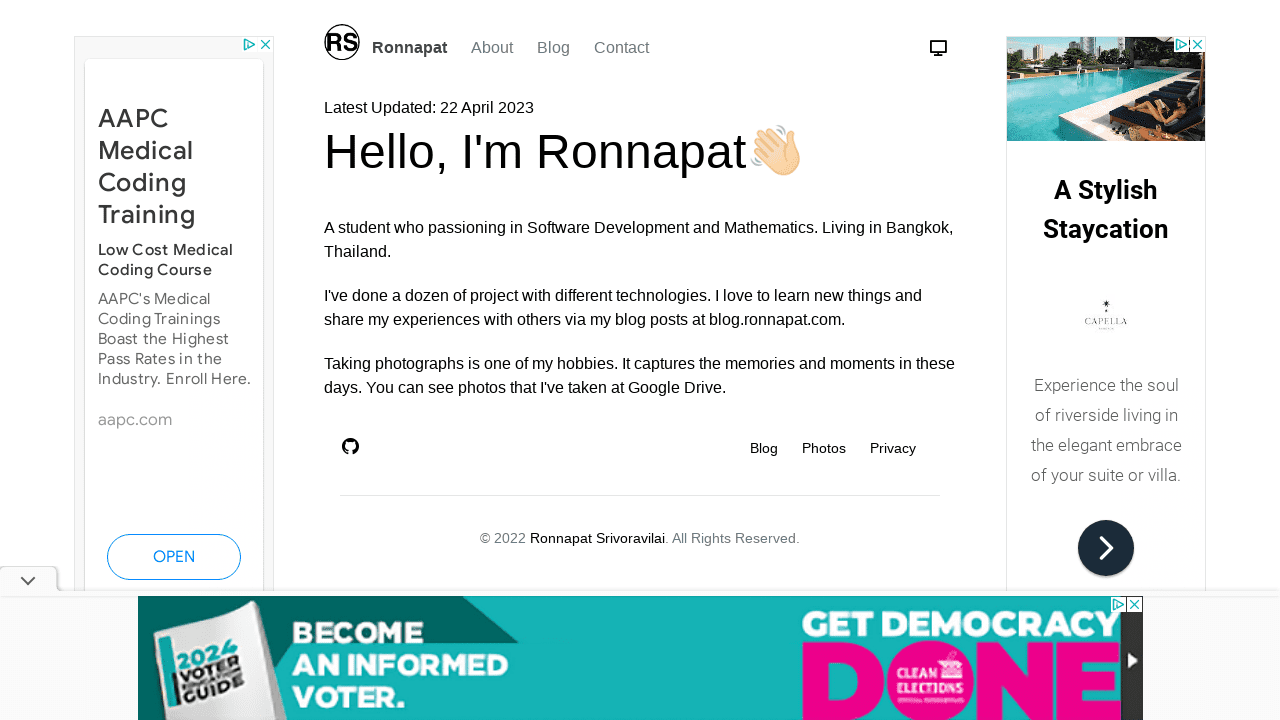 RS
Ronnapat
About
Blog
Contact
Latest Updated: 22 April 2023
Hello, I'm Ronnapat👋🏻
A student who passioning in Software Development and Mathematics. Living in Bangkok,
Thailand.
I've done a dozen of project with different technologies. I love to learn new things and
share my experiences with others via my blog posts at blog.ronnapat.com.
Taking photographs is one of my hobbies. It captures the memories and moments in these
days. You can see photos that I've taken at Google Drive.
Blog
Photos
Privacy
© 2022 Ronnapat Srivoravilai. All Rights Reserved.
AAPC
Medical
Coding
Training
Low Cost Medical
Coding Course
AAPC's Medical
Coding Trainings
Boast the Highest
Pass Rates in the
Industry. Enroll Here.
aapc.com
OPEN
A Stylish
Staycation
CAPELLA
Experience the soul
of riverside living in
the elegant embrace
of your suite or villa.
2024
VOTER
GUIDE
BECOME
AN INFORMED
VOTER.
GET DEMOCRACY
DONE
CLEAN
ELECTIONS